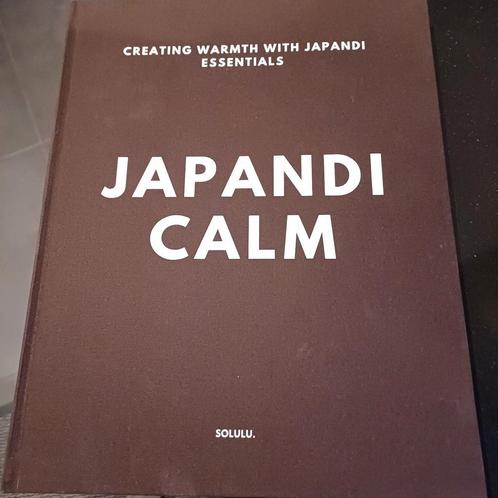 CREATING WARMTH WITH JAPANDI
ESSENTIALS
JAPANDI
CALM
SOLULU.